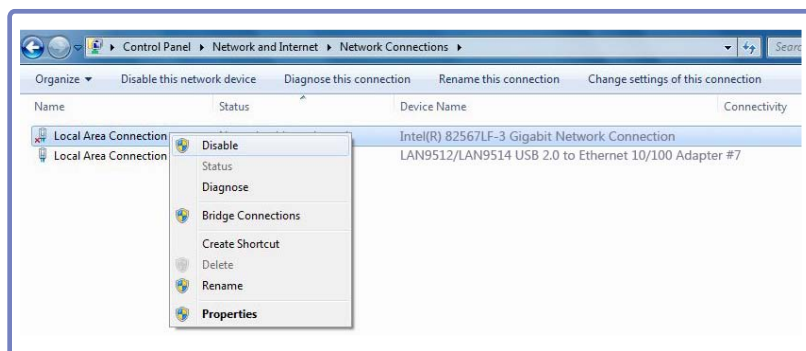 Control Panel ▸ Network and Internet ▸ Network Connections ▸
Organize ▾ Disable this network device Diagnose this connection Rename this connection Change settings of this connection
Name Status Device Name Connectivity
Local Area Connection Intel(R) 82567LF-3 Gigabit Network Connection
Local Area Connection LAN9512/LAN9514 USB 2.0 to Ethernet 10/100 Adapter #7
Disable
Status
Diagnose
Bridge Connections
Create Shortcut
Delete
Rename
Properties